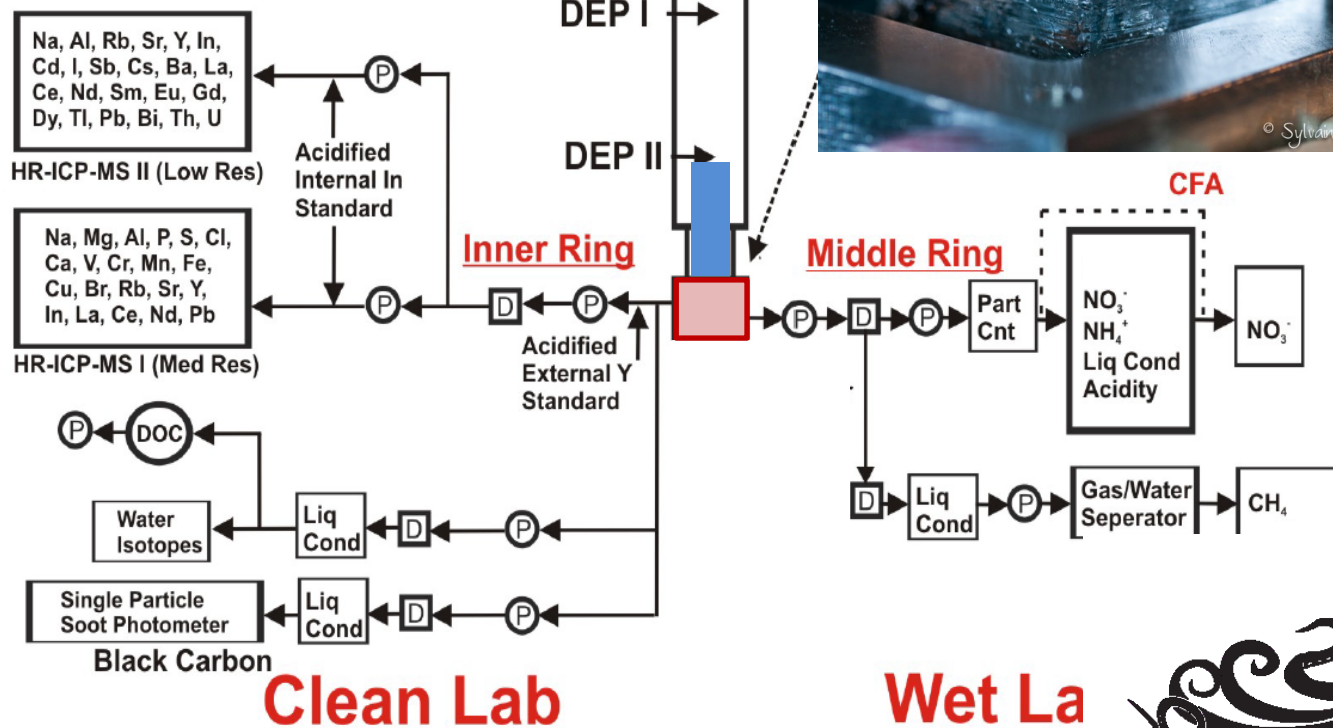 DEP I
Na, Al, Rb, Sr, Y, In,
Cd, I, Sb, Cs, Ba, La,
Ce, Nd, Sm, Eu, Gd,
Dy, Tl, Pb, Bi, Th, U
HR-ICP-MS II (Low Res)
P
Acidified
Internal In
Standard
DEP II
© Sylvain
CFA
Na, Mg, Al, P, S, Cl,
Ca, V, Cr, Mn, Fe,
Cu, Br, Rb, Sr, Y,
In, La, Ce, Nd, Pb
HR-ICP-MS I (Med Res)
P
Inner Ring
D
P
Acidified
External Y
Standard
Middle Ring
P
D
P
Part
Cnt
NO₃⁻
NH₄⁺
Liq Cond
Acidity
NO₃⁻
P
DOC
Water
Isotopes
Liq
Cond
D
P
D
Liq
Cond
P
Gas/Water
Seperator
CH₄
Single Particle
Soot Photometer
Liq
Cond
D
P
Black Carbon
Clean Lab
Wet La